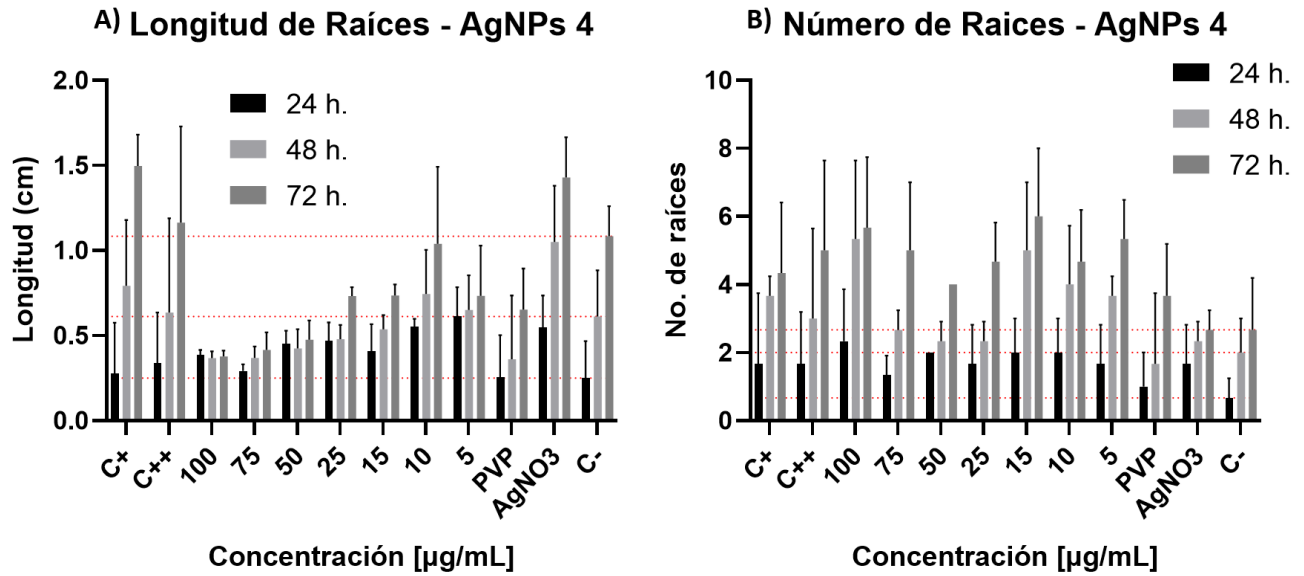 A) Longitud de Raíces - AgNPs 4
24 h.
48 h.
72 h.
Longitud (cm)
2.0
1.5
1.0
0.5
0.0
C+
C++
100
75
50
25
15
10
5
PVP
AgNO3
C-
Concentración [µg/mL]
B) Número de Raices - AgNPs 4
24 h.
48 h.
72 h.
No. de raíces
10
8
6
4
2
0
C+
C++
100
75
50
25
15
10
5
PVP
AgNO3
C-
Concentración [µg/mL]